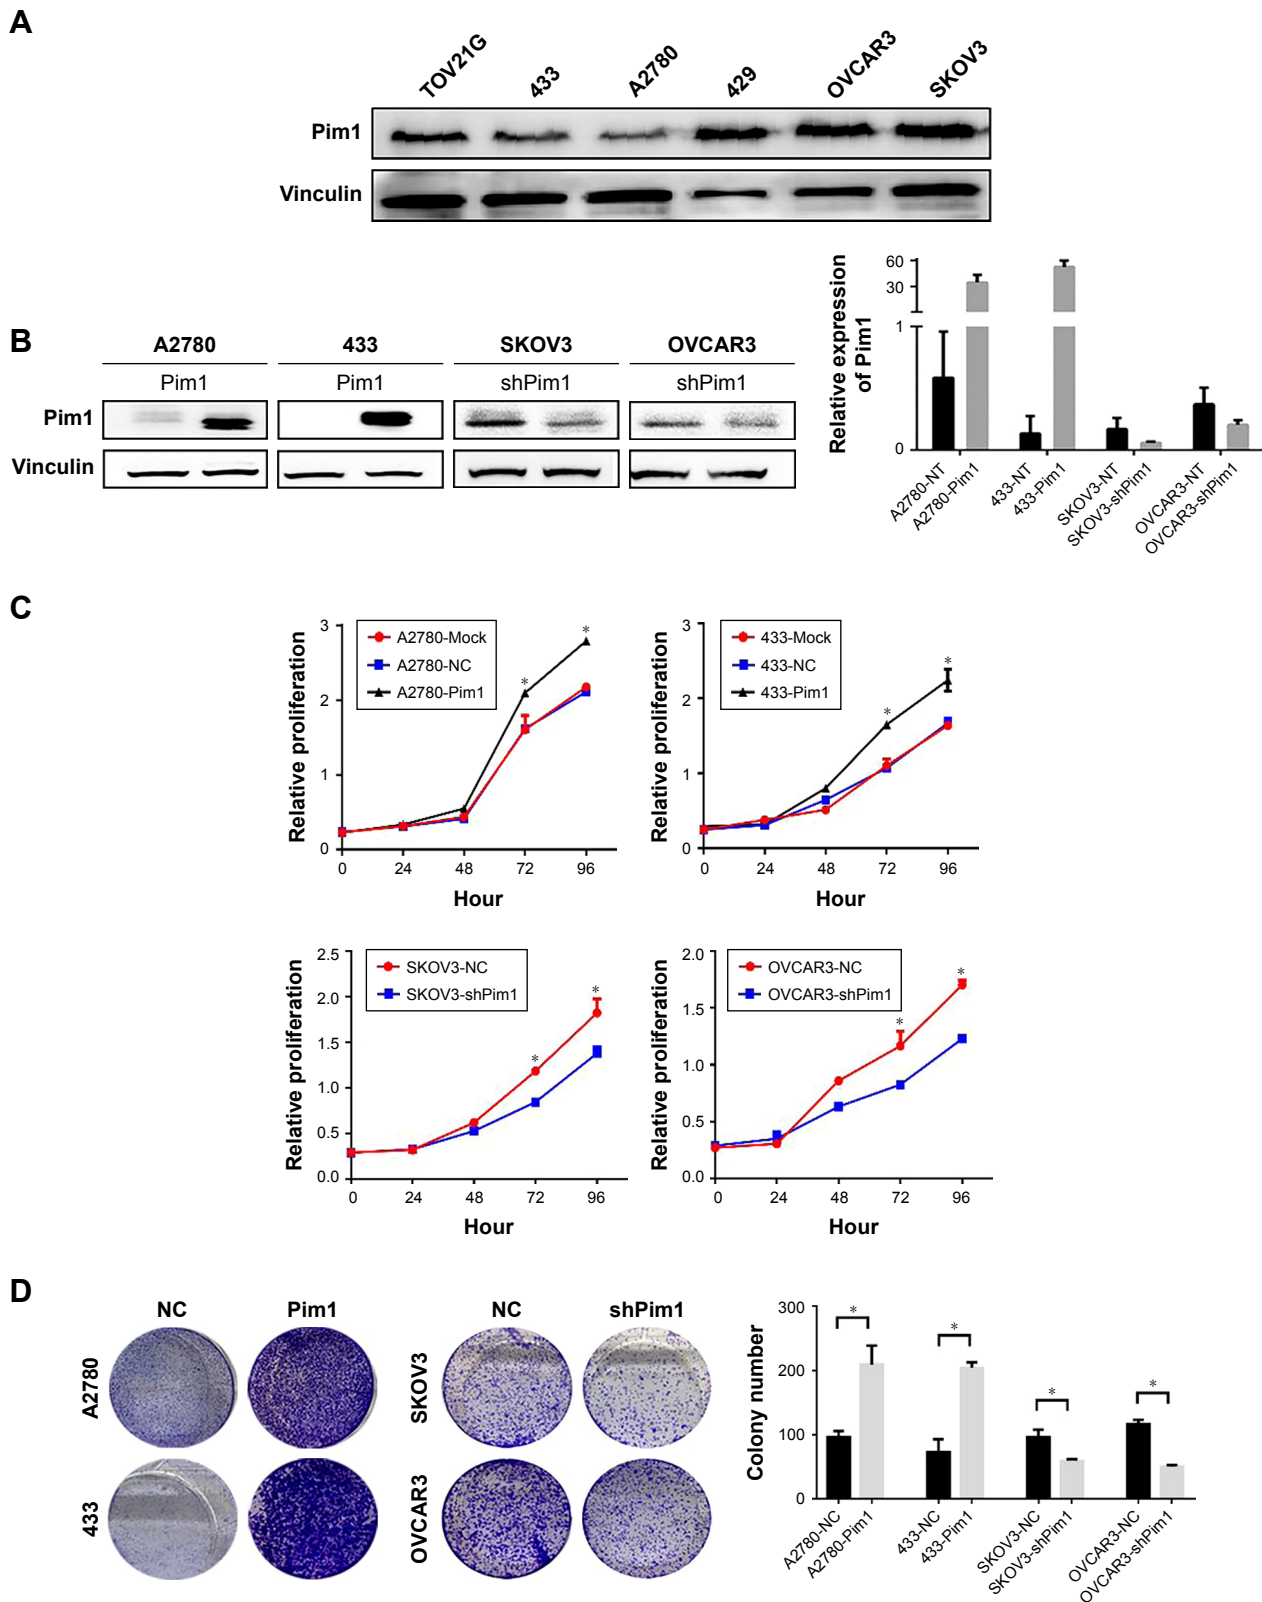 A
TOV21G 433 A2780 429 OVCAR3 SKOV3
Pim1
Vinculin
B
A2780 433 SKOV3 OVCAR3
Pim1 Pim1 shPim1 shPim1
Pim1
Vinculin
Relative expression
of Pim1
60
30
1
0
A2780-NT
A2780-Pim1
433-NT
433-Pim1
SKOV3-NT
SKOV3-shPim1
OVCAR3-NT
OVCAR3-shPim1
C
Relative proliferation
3
2
1
0
A2780-Mock
A2780-NC
A2780-Pim1
*
*
0 24 48 72 96
Hour
Relative proliferation
3
2
1
0
433-Mock
433-NC
433-Pim1
*
*
0 24 48 72 96
Hour
Relative proliferation
2.5
2.0
1.5
1.0
0.5
0.0
SKOV3-NC
SKOV3-shPim1
*
*
0 24 48 72 96
Hour
Relative proliferation
2.0
1.5
1.0
0.5
0.0
OVCAR3-NC
OVCAR3-shPim1
*
*
0 24 48 72 96
Hour
D
NC Pim1 NC shPim1
A2780
SKOV3
433
OVCAR3
Colony number
300
200
100
0
*
*
*
*
A2780-NC
A2780-Pim1
433-NC
433-Pim1
SKOV3-NC
SKOV3-shPim1
OVCAR3-NC
OVCAR3-shPim1